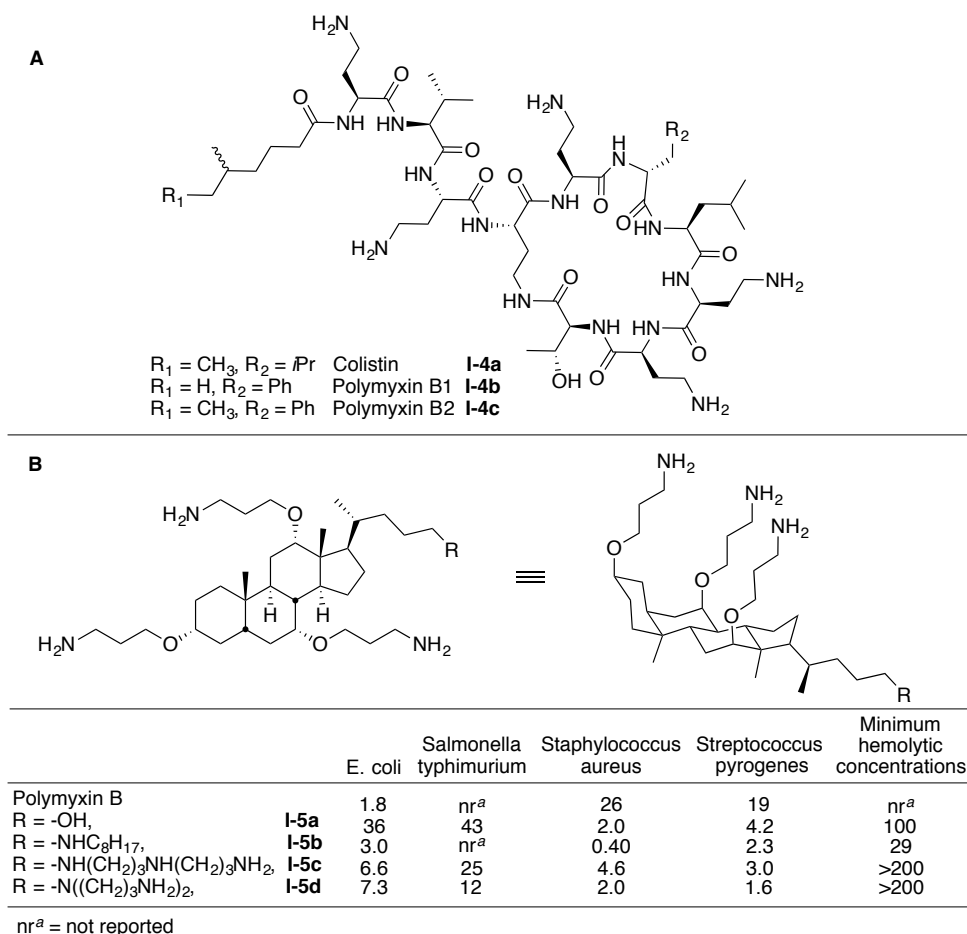 A
H₂N
O
O
O
NH
HN
H₂N
H
N
R₂
R₁
HN
O
O
O
O
O
HN
NH
O
HN
H₂N
HN
O
NH₂
HN
O
O
NH
HN
O
OH
O
NH₂
R₁ = CH₃, R₂ = iPr Colistin I-4a
R₁ = H, R₂ = Ph Polymyxin B1 I-4b
R₁ = CH₃, R₂ = Ph Polymyxin B2 I-4c
B
H₂N
O
R
H
H
H₂N
O
O
NH₂
NH₂
NH₂
NH₂
O
O
O
R
E. coli Salmonella typhimurium Staphylococcus aureus Streptococcus pyrogenes Minimum hemolytic concentrations
Polymyxin B 1.8 nrᵃ 26 19 nrᵃ
R = -OH, I-5a 36 43 2.0 4.2 100
R = -NHC₈H₁₇, I-5b 3.0 nrᵃ 0.40 2.3 29
R = -NH(CH₂)₃NH(CH₂)₃NH₂, I-5c 6.6 25 4.6 3.0 >200
R = -N((CH₂)₃NH₂)₂, I-5d 7.3 12 2.0 1.6 >200
nrᵃ = not reported